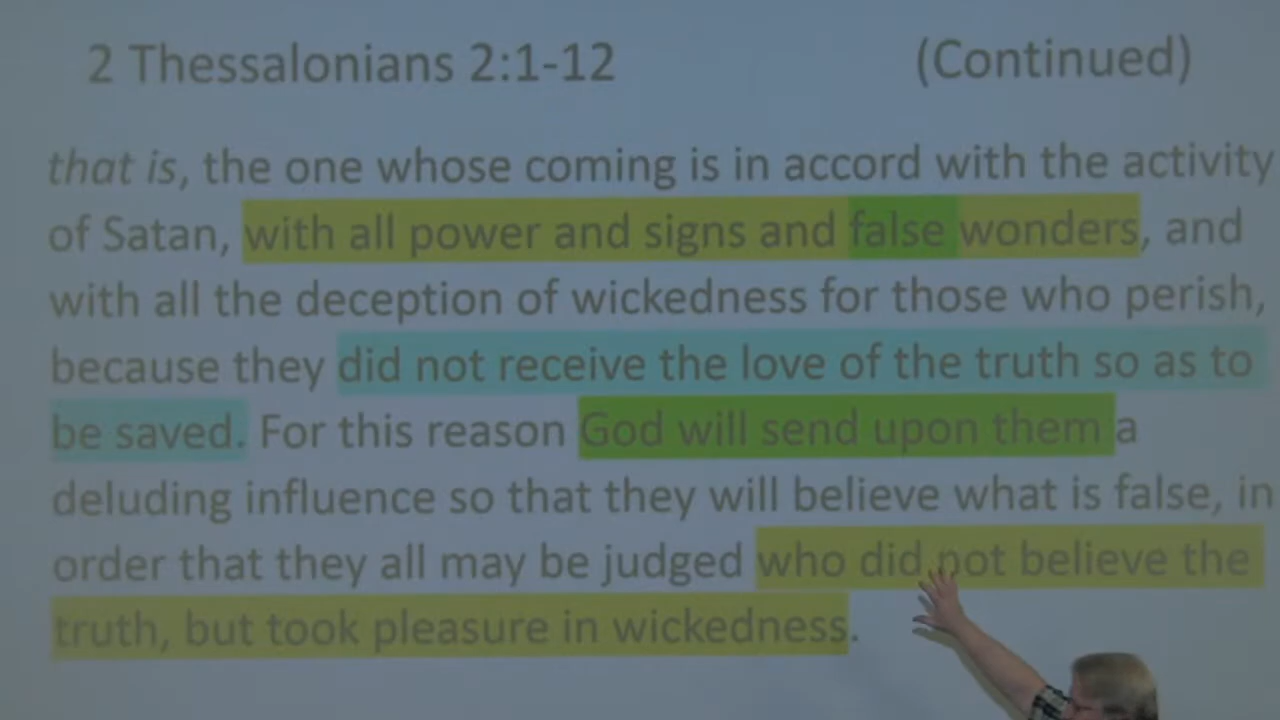 2 Thessalonians 2:1-12 (Continued)
that is, the one whose coming is in accord with the activity
of Satan, with all power and signs and false wonders, and
with all the deception of wickedness for those who perish,
because they did not receive the love of the truth so as to
be saved. For this reason God will send upon them a
deluding influence so that they will believe what is false, in
order that they all may be judged who did not believe the
truth, but took pleasure in wickedness.